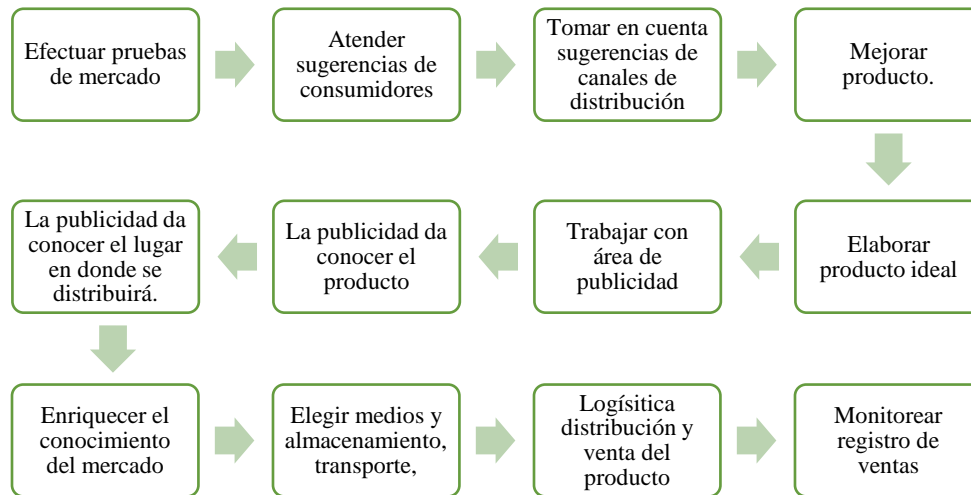 Efectuar pruebas
de mercado
Atender
sugerencias de
consumidores
Tomar en cuenta
sugerencias de
canales de
distribución
Mejorar
producto.
Elaborar
producto ideal
Trabajar con
área de
publicidad
La publicidad da
conocer el
producto
La publicidad da
conocer el lugar
en donde se
distribuirá.
Enriquecer el
conocimiento
del mercado
Elegir medios y
almacenamiento,
transporte,
Logísitica
distribución y
venta del
producto
Monitorear
registro de
ventas